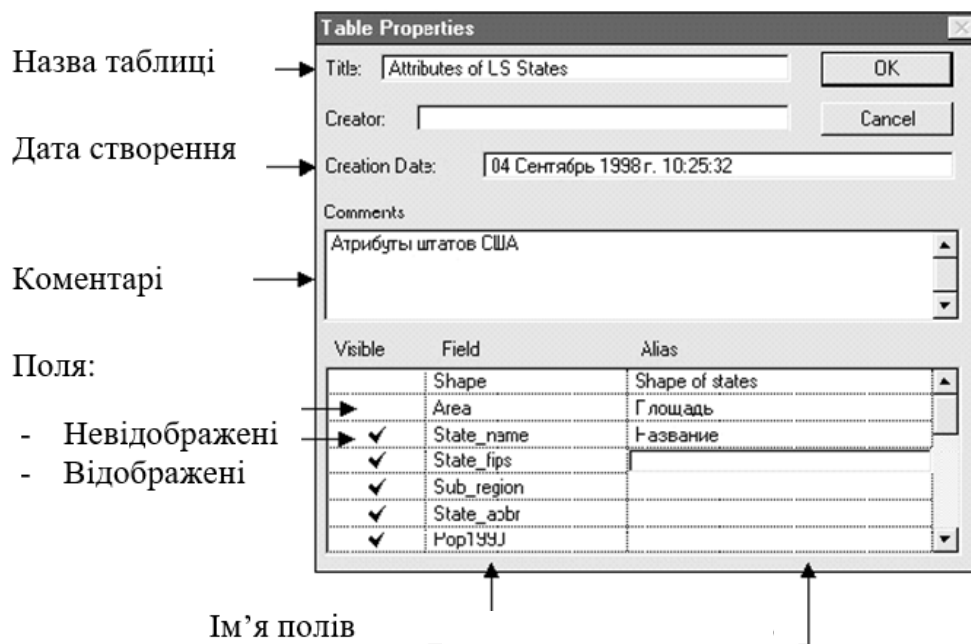 Table Properties
Назва таблиці
Title: Attributes of LS States
OK
Creator:
Cancel
Дата створення
Creation Date: 04 Сентябрь 1998 г. 10:25:32
Comments
Атрибуты штатов США
Коментарі
Поля:
- Невідображені
- Відображені
Visible Field Alias
Shape Shape of states
Area Площадь
State_name Название
State_fips
Sub_region
State_abbr
Pop1990
Ім’я полів